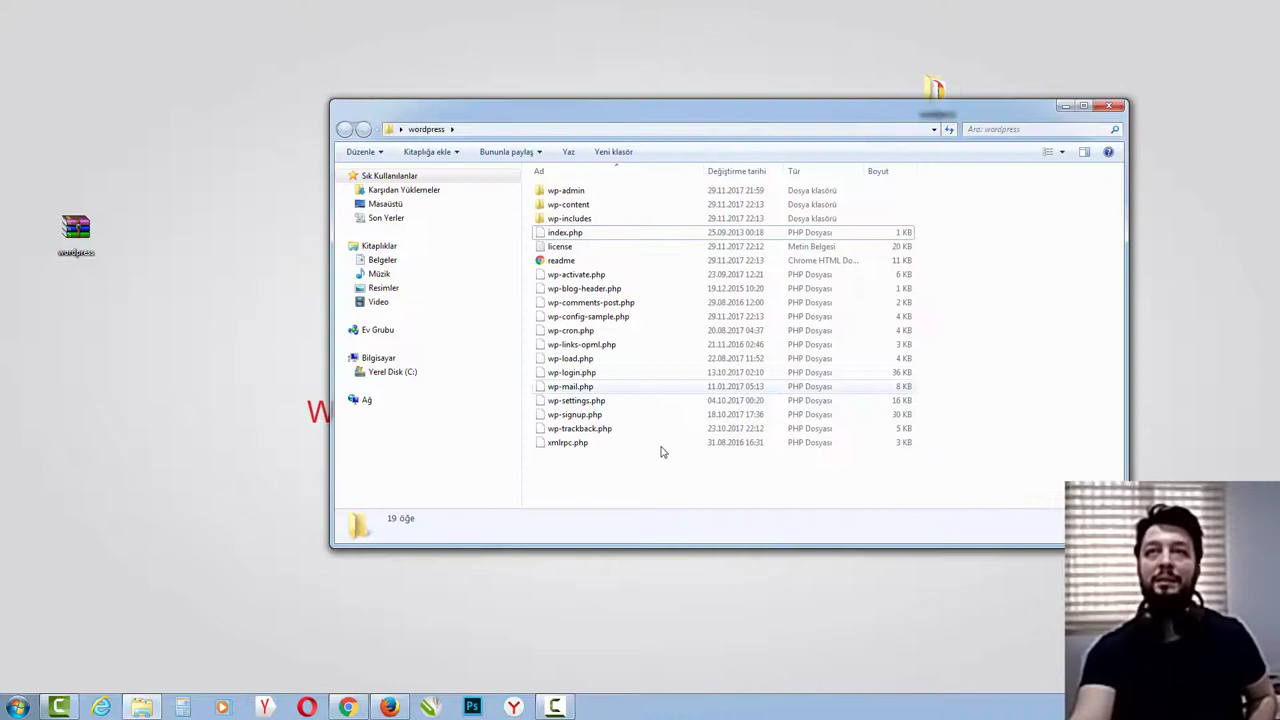 wordpress
W
wordpress
Ara: wordpress
Düzenle
Kitaplığa ekle
Bununla paylaş
Yaz
Yeni klasör
Ad
Değiştirme tarihi
Tür
Boyut
Sık Kullanılanlar
Karşıdan Yüklemeler
Masaüstü
Son Yerler
Kitaplıklar
Belgeler
Müzik
Resimler
Video
Ev Grubu
Bilgisayar
Yerel Disk (C:)
Ağ
wp-admin 29.11.2017 21:59 Dosya klasörü
wp-content 29.11.2017 22:13 Dosya klasörü
wp-includes 29.11.2017 22:13 Dosya klasörü
index.php 25.09.2013 00:18 PHP Dosyası 1 KB
license 29.11.2017 22:12 Metin Belgesi 20 KB
readme 29.11.2017 22:13 Chrome HTML Do... 11 KB
wp-activate.php 23.09.2017 12:21 PHP Dosyası 6 KB
wp-blog-header.php 19.12.2015 10:20 PHP Dosyası 1 KB
wp-comments-post.php 29.08.2016 12:00 PHP Dosyası 2 KB
wp-config-sample.php 29.11.2017 22:13 PHP Dosyası 4 KB
wp-cron.php 20.08.2017 04:37 PHP Dosyası 4 KB
wp-links-opml.php 21.11.2016 02:46 PHP Dosyası 3 KB
wp-load.php 22.08.2017 11:52 PHP Dosyası 4 KB
wp-login.php 13.10.2017 02:10 PHP Dosyası 36 KB
wp-mail.php 11.01.2017 05:13 PHP Dosyası 8 KB
wp-settings.php 04.10.2017 00:20 PHP Dosyası 16 KB
wp-signup.php 18.10.2017 17:36 PHP Dosyası 30 KB
wp-trackback.php 23.10.2017 22:12 PHP Dosyası 5 KB
xmlrpc.php 31.08.2016 16:31 PHP Dosyası 3 KB
19 öğe
Ps